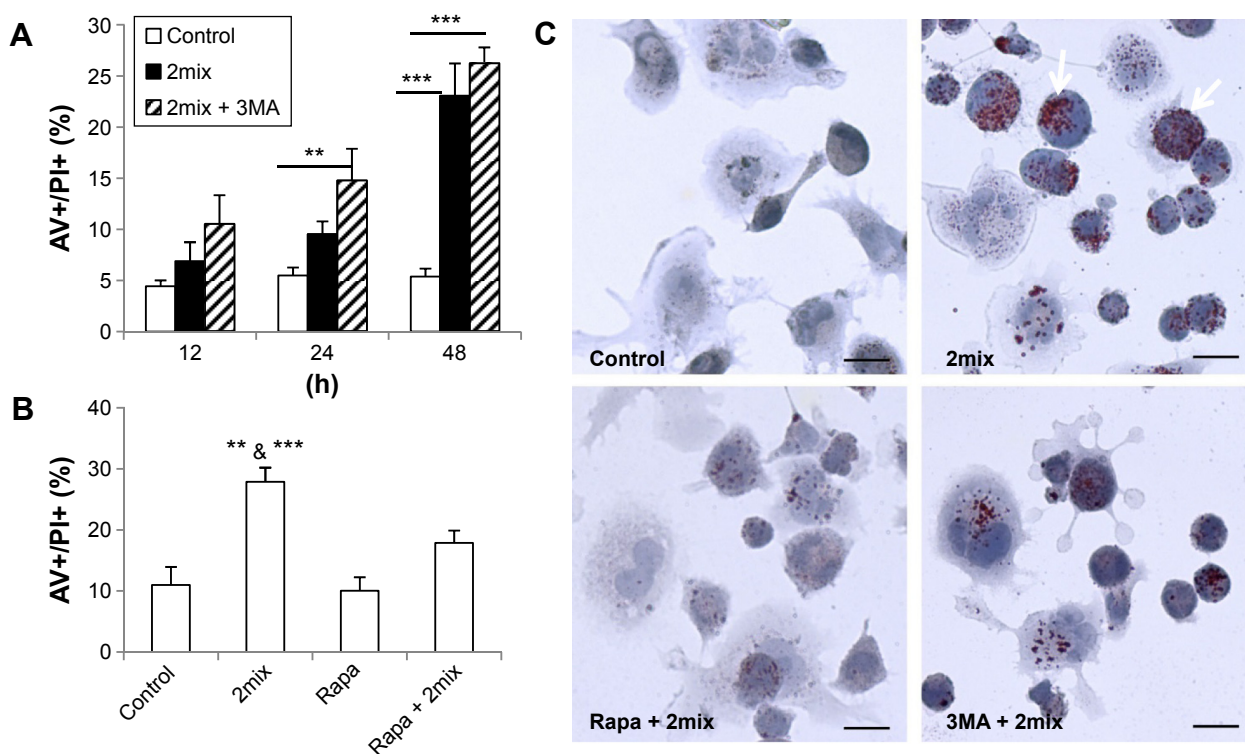 A
AV+/PI+ (%)
30
25
20
15
10
5
0
Control
2mix
2mix + 3MA
**
***
***
12
24
48
(h)
B
AV+/PI+ (%)
40
30
20
10
0
** & ***
Control
2mix
Rapa
Rapa + 2mix
C
Control
2mix
Rapa + 2mix
3MA + 2mix